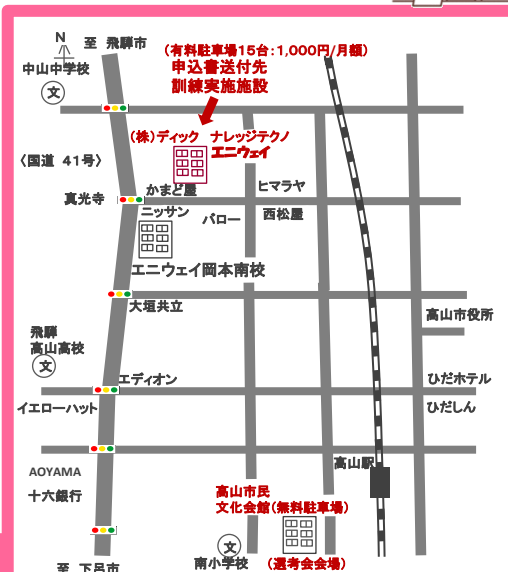 N
至 飛騨市
(有料駐車場15台:1,000円/月額)
申込書送付先
訓練実施施設
中山中学校
文
(株)ディック ナレッジテクノ
エニウェイ
〈国道 41号〉
かまど屋
ヒマラヤ
真光寺
ニッサン
バロー
西松屋
エニウェイ岡本南校
大垣共立
高山市役所
飛騨
高山高校
文
エディオン
ひだホテル
イエローハット
ひだしん
高山駅
AOYAMA
十六銀行
高山市民
文化会館(無料駐車場)
文
南小学校
(選考会会場)
至 下呂市